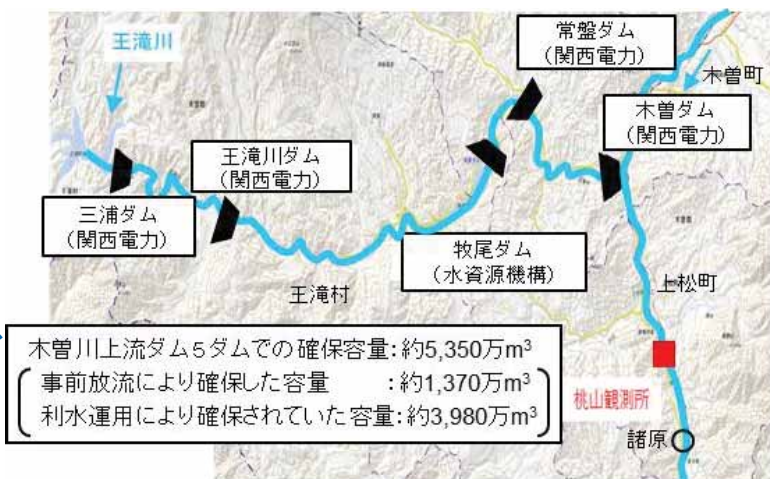 王滝川
常盤ダム
(関西電力)
木曽町
木曽ダム
(関西電力)
王滝川ダム
(関西電力)
三浦ダム
(関西電力)
牧尾ダム
(水資源機構)
王滝村
上松町
木曽川上流ダム5ダムでの確保容量:約5,350万m³
事前放流により確保した容量 :約1,370万m³
利水運用により確保されていた容量:約3,980万m³
桃山観測所
諸原